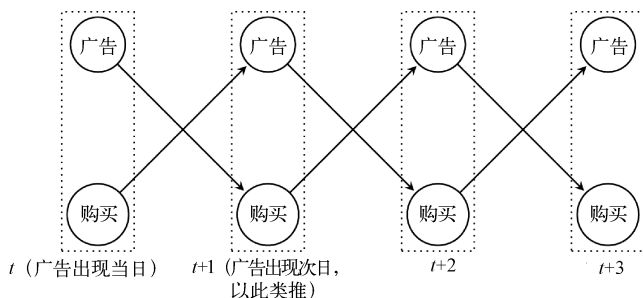 广告 广告 广告 广告
购买 购买 购买 购买
t（广告出现当日） t+1（广告出现次日， t+2 t+3
以此类推）